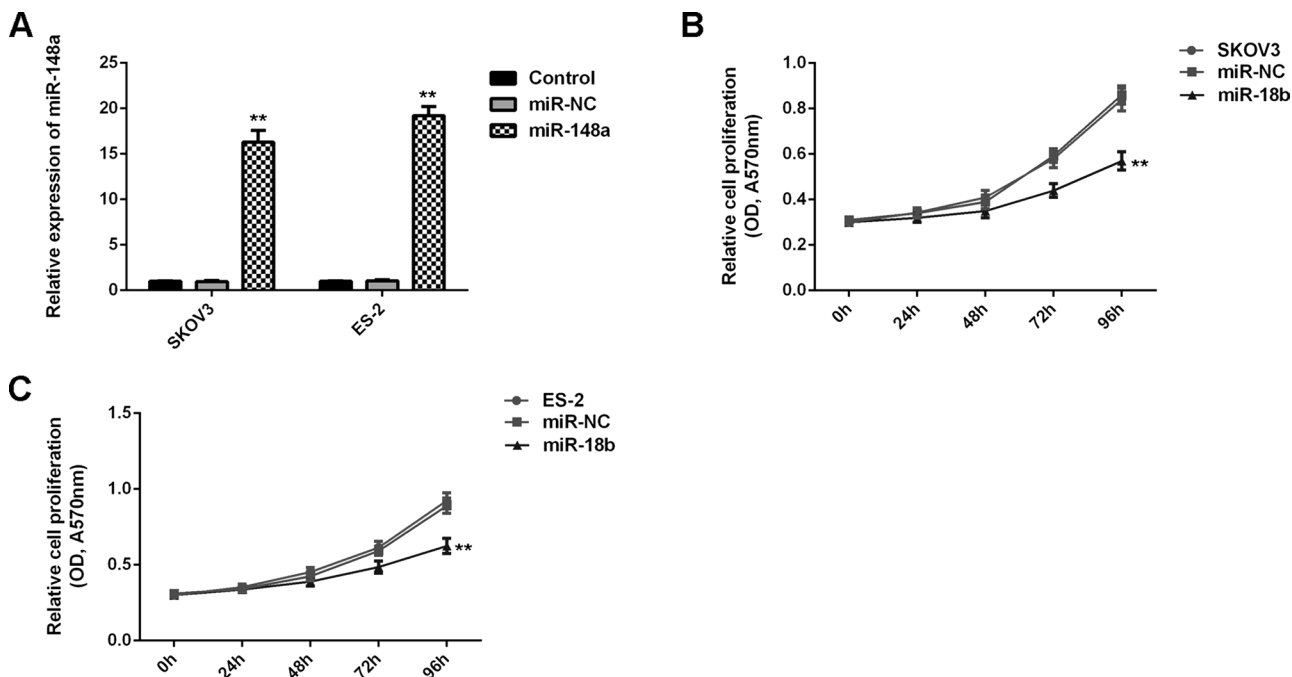 A
Relative expression of miR-148a
25
20
15
10
5
0
**
**
SKOV3
ES-2
Control
miR-NC
miR-148a
B
Relative cell proliferation
(OD, A570nm)
1.0
0.8
0.6
0.4
0.2
0.0
**
0h
24h
48h
72h
96h
SKOV3
miR-NC
miR-18b
C
Relative cell proliferation
(OD, A570nm)
1.5
1.0
0.5
0.0
**
0h
24h
48h
72h
96h
ES-2
miR-NC
miR-18b